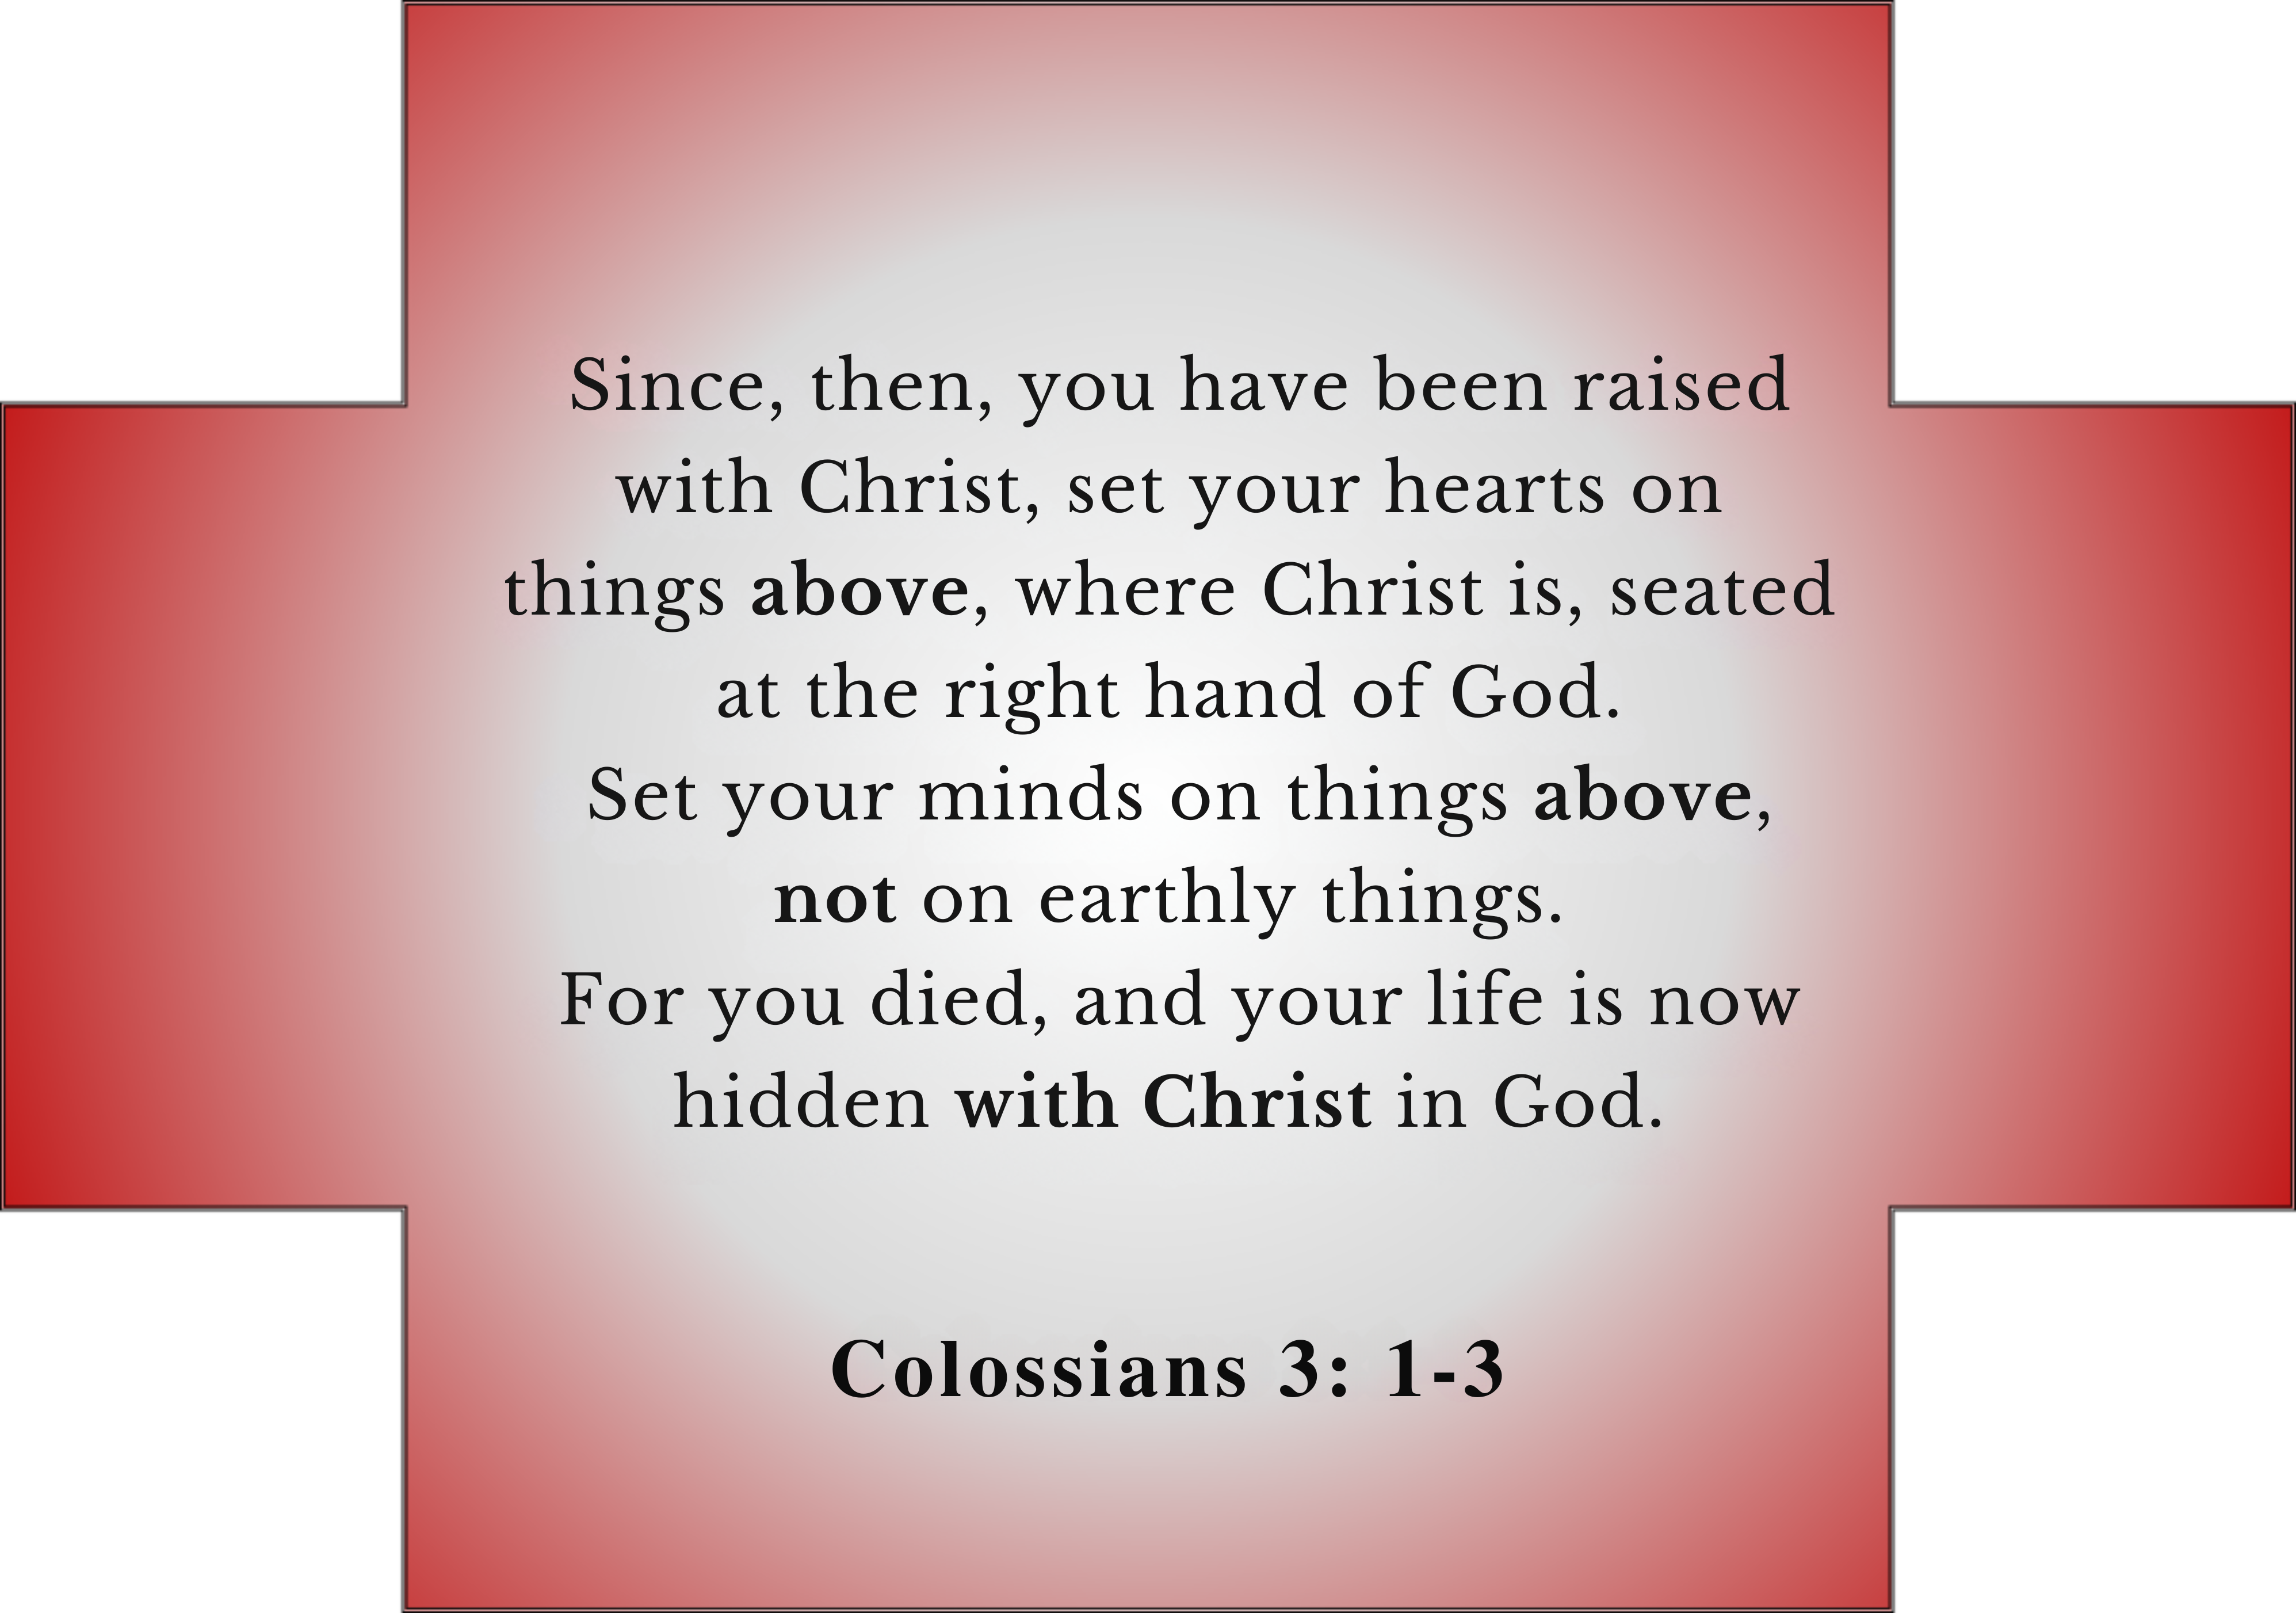 Since, then, you have been raised
with Christ, set your hearts on
things above, where Christ is, seated
at the right hand of God.
Set your minds on things above,
not on earthly things.
For you died, and your life is now
hidden with Christ in God.
Colossians 3: 1-3